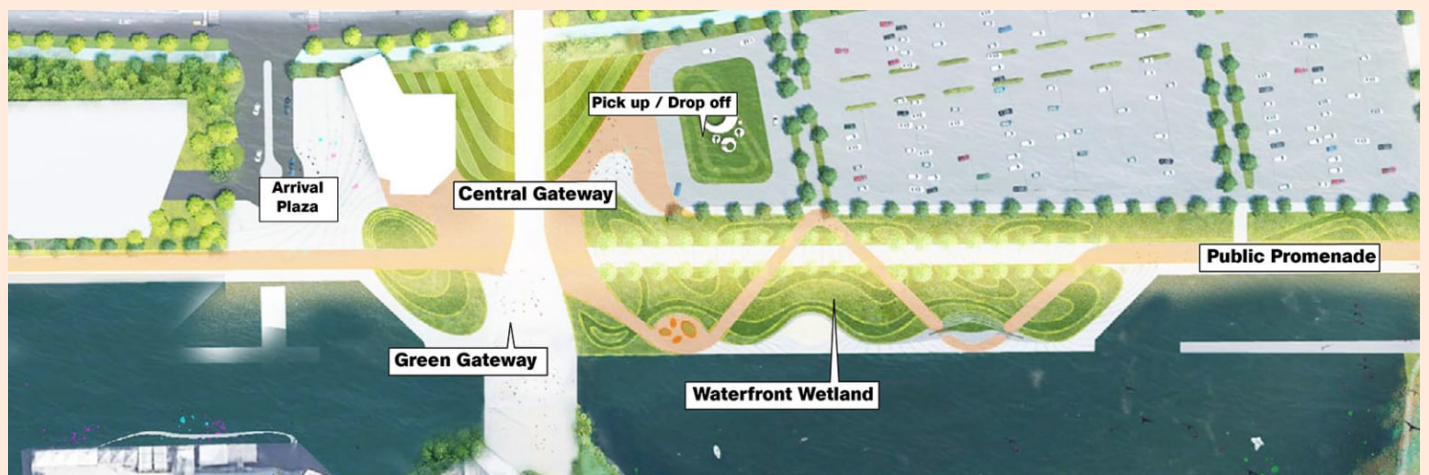 Pick up / Drop off
Arrival
Plaza
Central Gateway
Public Promenade
Green Gateway
Waterfront Wetland